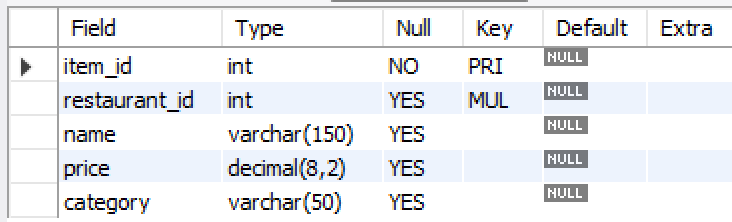 Field Type Null Key Default Extra
item_id int NO PRI NULL
restaurant_id int YES MUL NULL
name varchar(150) YES NULL
price decimal(8,2) YES NULL
category varchar(50) YES NULL